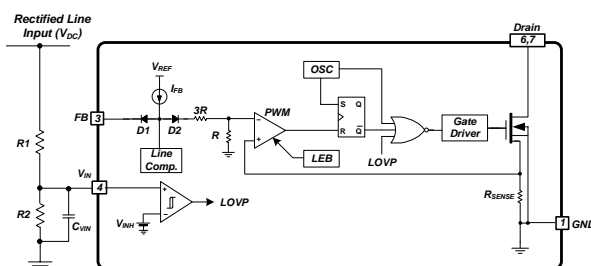 Rectified Line
Input (VDC)
Drain
6,7
VREF
IFB
OSC
FB 3
D1 D2
3R
PWM
S Q
R Q
Gate
Driver
R
Line
Comp.
LEB
LOVP
R1
VIN
4
LOVP
R2
CVIN
VINH
RSENSE
1 GND